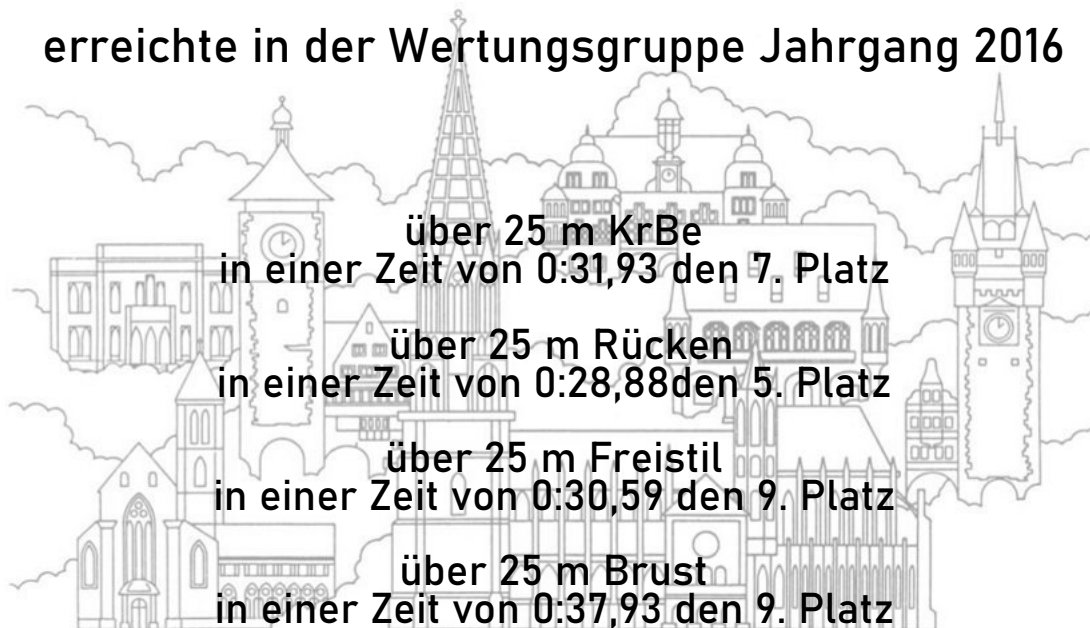 erreichte in der Wertungsgruppe Jahrgang 2016
über 25 m KrBe
in einer Zeit von 0:31,93 den 7. Platz
über 25 m Rücken
in einer Zeit von 0:28,88den 5. Platz
über 25 m Freistil
in einer Zeit von 0:30,59 den 9. Platz
über 25 m Brust
in einer Zeit von 0:37,93 den 9. Platz